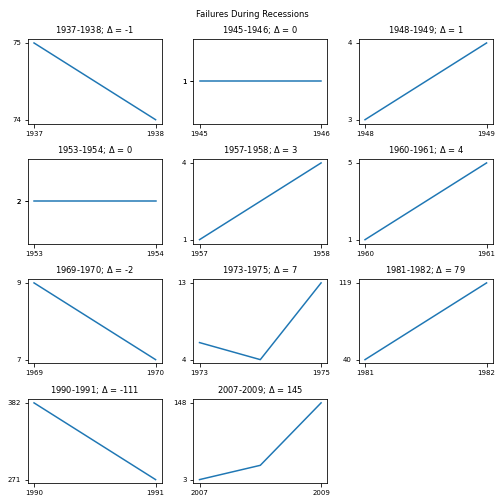 Failures During Recessions
1937-1938; Δ = -1
75
74
1937 1938
1945-1946; Δ = 0
1
1945 1946
1948-1949; Δ = 1
4
3
1948 1949
1953-1954; Δ = 0
2
1953 1954
1957-1958; Δ = 3
4
1
1957 1958
1960-1961; Δ = 4
5
1
1960 1961
1969-1970; Δ = -2
9
7
1969 1970
1973-1975; Δ = 7
13
4
1973 1975
1981-1982; Δ = 79
119
40
1981 1982
1990-1991; Δ = -111
382
271
1990 1991
2007-2009; Δ = 145
148
3
2007 2009